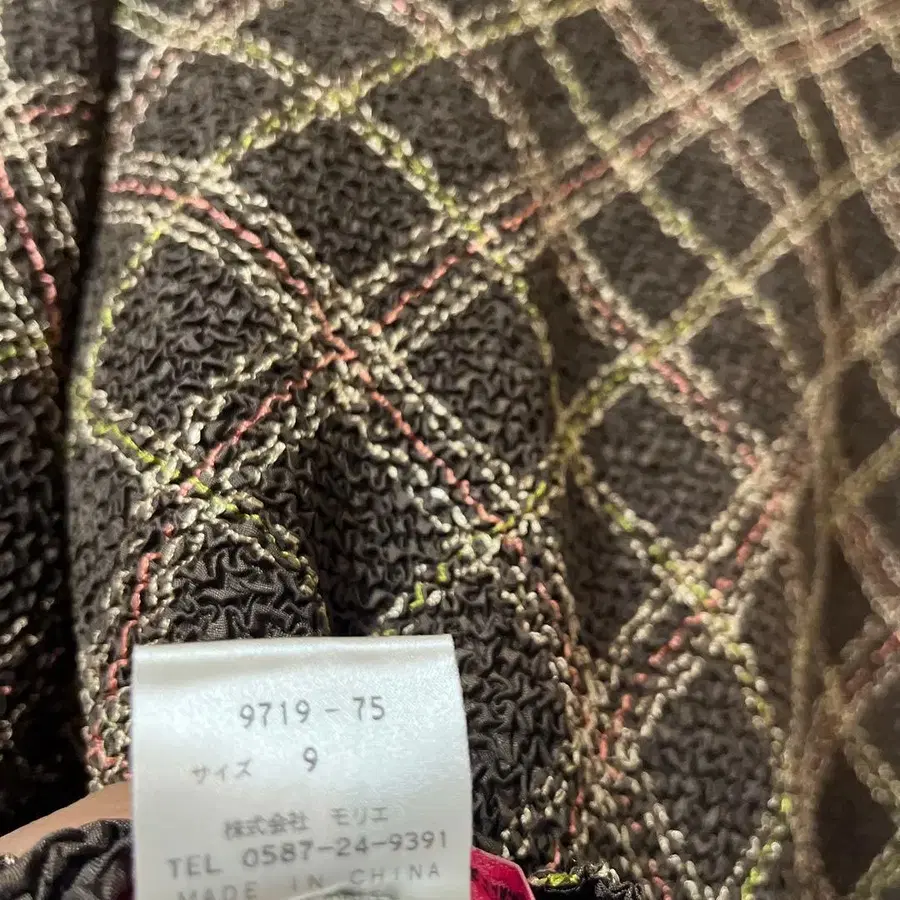 9719 - 75
サイズ 9
株式会社 モリエ
TEL 0587-24-9391
MADE IN CHINA